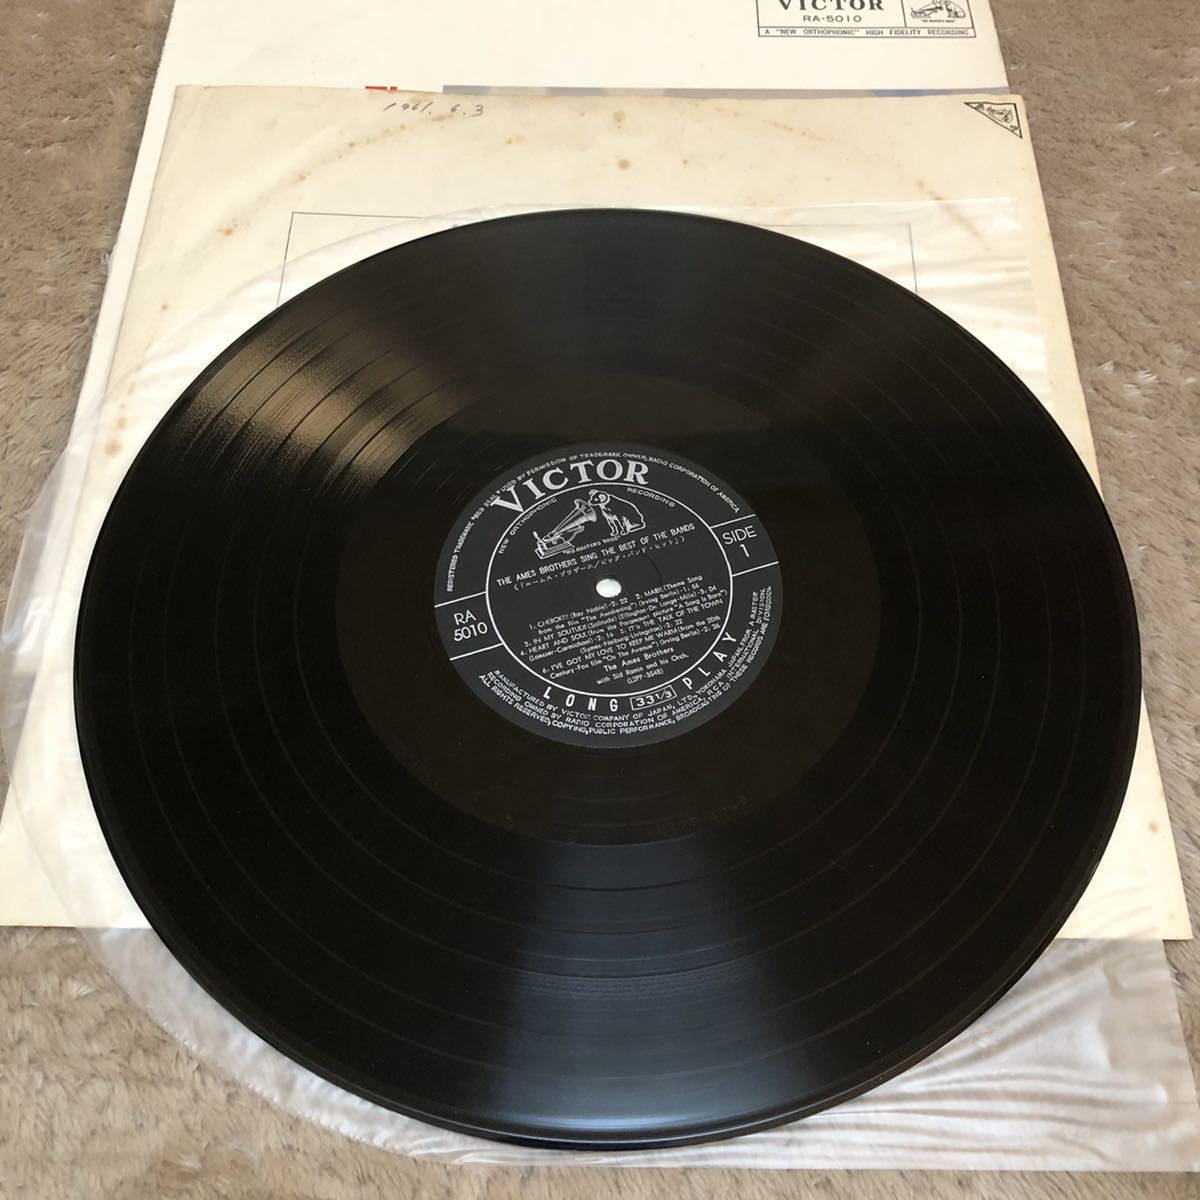 VICTOR
RA-5010
A "NEW ORTHOPHONIC" HIGH FIDELITY RECORDING
1961. 6. 3
REGISTERED TRADEMARK "RED SEAL" USED BY PERMISSION OF TRADEMARK OWNER, RADIO CORPORATION OF AMERICA
VICTOR
NEW ORTHOPHONIC RECORDING
"HIS MASTER'S VOICE"
SIDE
1
THE AMES BROTHERS SING THE BEST OF THE BANDS
(「エームス・ブラザース/ビッグ・バンド・ヒット」)
RA
5010
1. CHEROKEE (Ray Noble)-2. 22 2. MARIE (Theme Song
from the film "The Awakening") (Irving Berlin)-1. 56
3. IN MY SOLITUDE (Solitude) (Ellington-De Lange-Mills)-3. 04
4. HEART AND SOUL (from the Paramount picture "A Song Is Born")
(Loesser-Carmichael)-2. 16 5. IT'S THE TALK OF THE TOWN
(Symes-Neiburg-Livingston)-2. 22
6. I'VE GOT MY LOVE TO KEEP ME WARM (from the 20th
Century-Fox film "On The Avenue") (Irving Berlin)-2. 26
The Ames Brothers
with Sid Ramin and his Orch.
(L2PP-3548)
LONG 33 1/3 PLAY
MANUFACTURED BY VICTOR COMPANY OF JAPAN, LTD., YOKOHAMA, JAPAN, FROM A MASTER
RECORDING OWNED BY RADIO CORPORATION OF AMERICA, RCA INTERNATIONAL DIVISION.
ALL RIGHTS RESERVED, COPYING, PUBLIC PERFORMANCE, BROADCASTING OF THESE RECORDS ARE FORBIDDEN